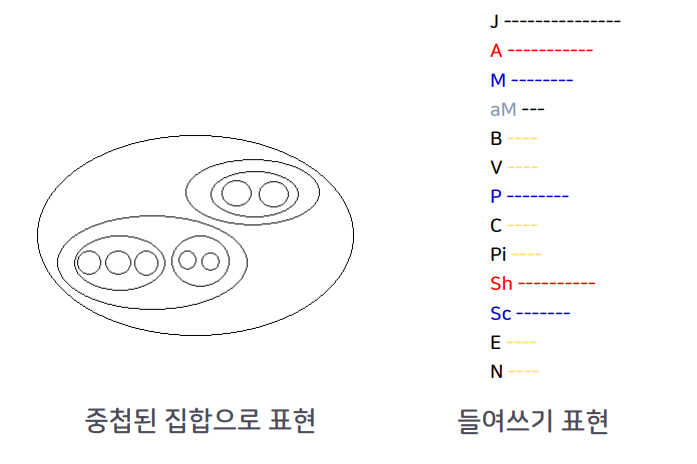 J ---------------
A -----------
M --------
aM ---
B ----
V ----
P --------
C ----
Pi ----
Sh ----------
Sc -------
E ----
N ----
중첩된 집합으로 표현
들여쓰기 표현